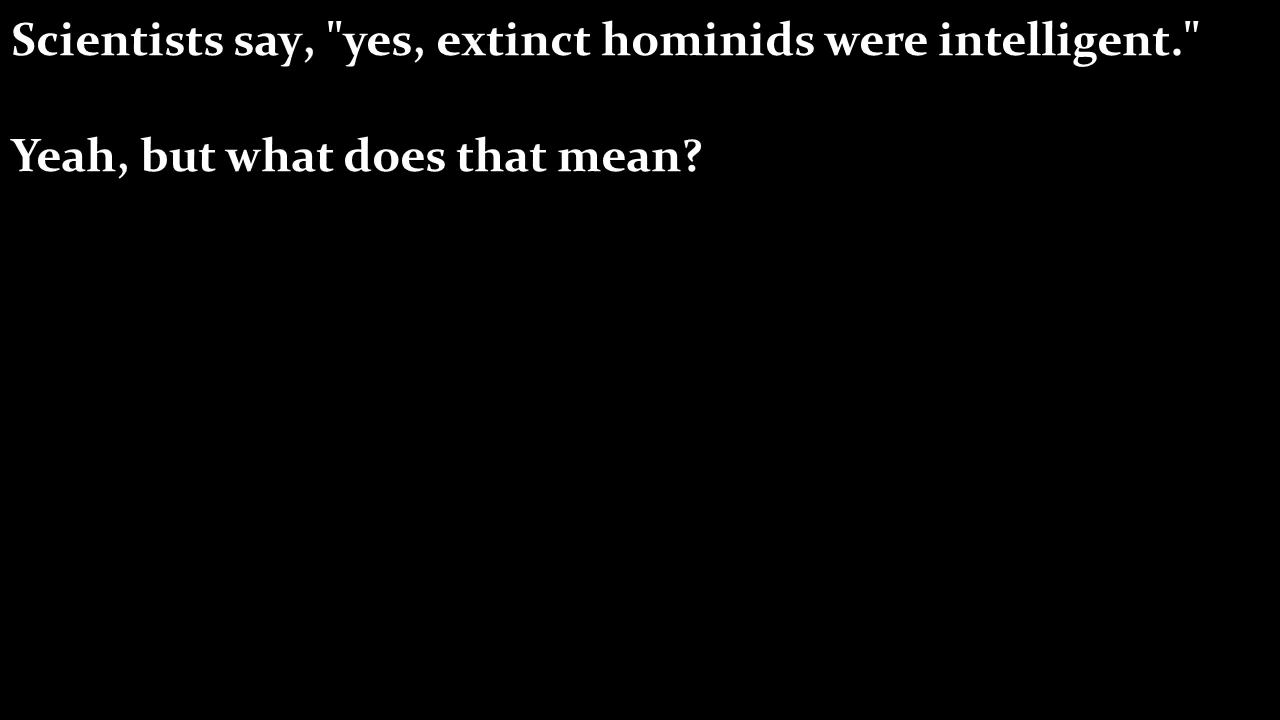 Scientists say, "yes, extinct hominids were intelligent."
Yeah, but what does that mean?